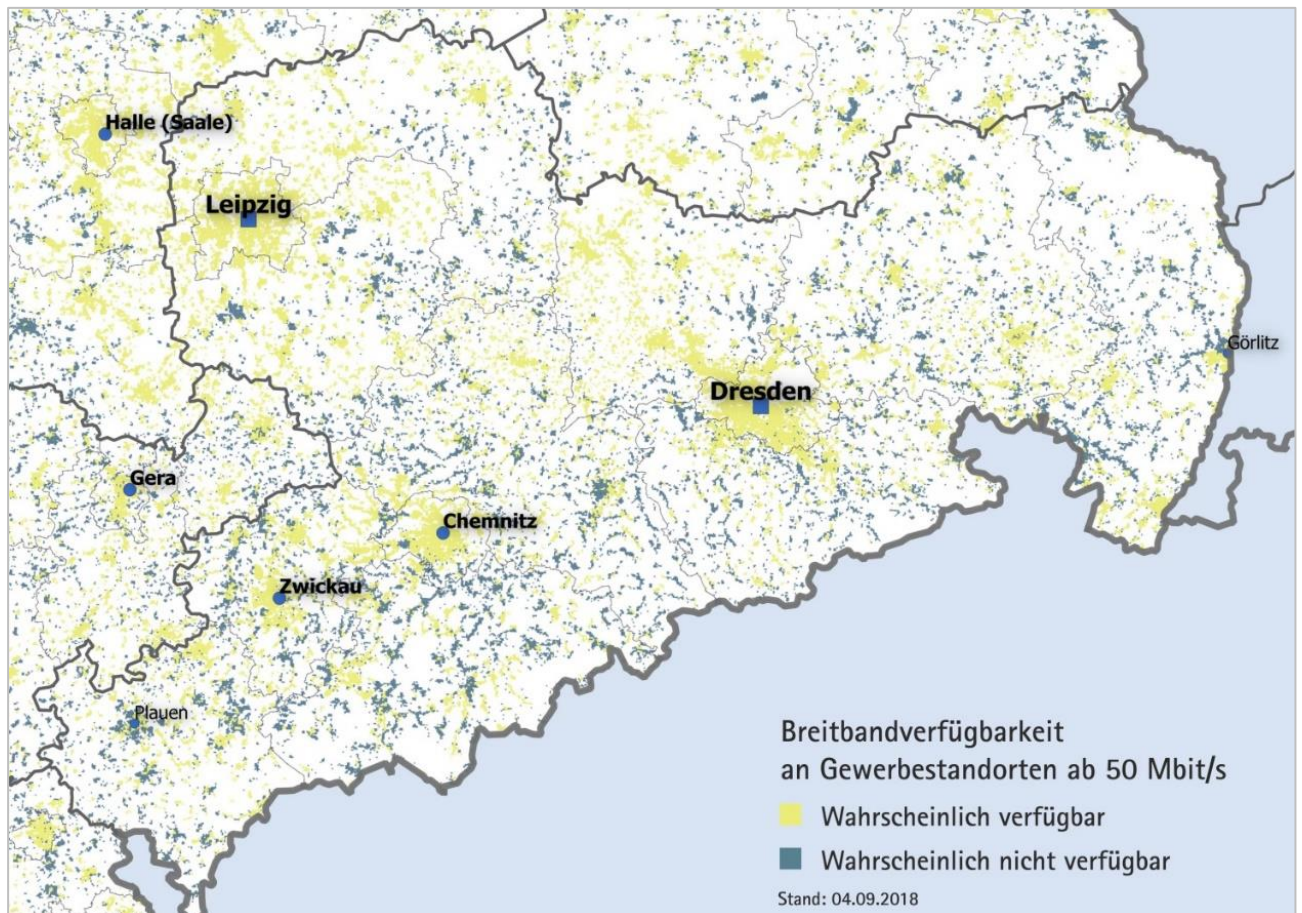 Halle (Saale)
Leipzig
Görlitz
Dresden
Gera
Chemnitz
Zwickau
Plauen
Breitbandverfügbarkeit
an Gewerbestandorten ab 50 Mbit/s
Wahrscheinlich verfügbar
Wahrscheinlich nicht verfügbar
Stand: 04.09.2018